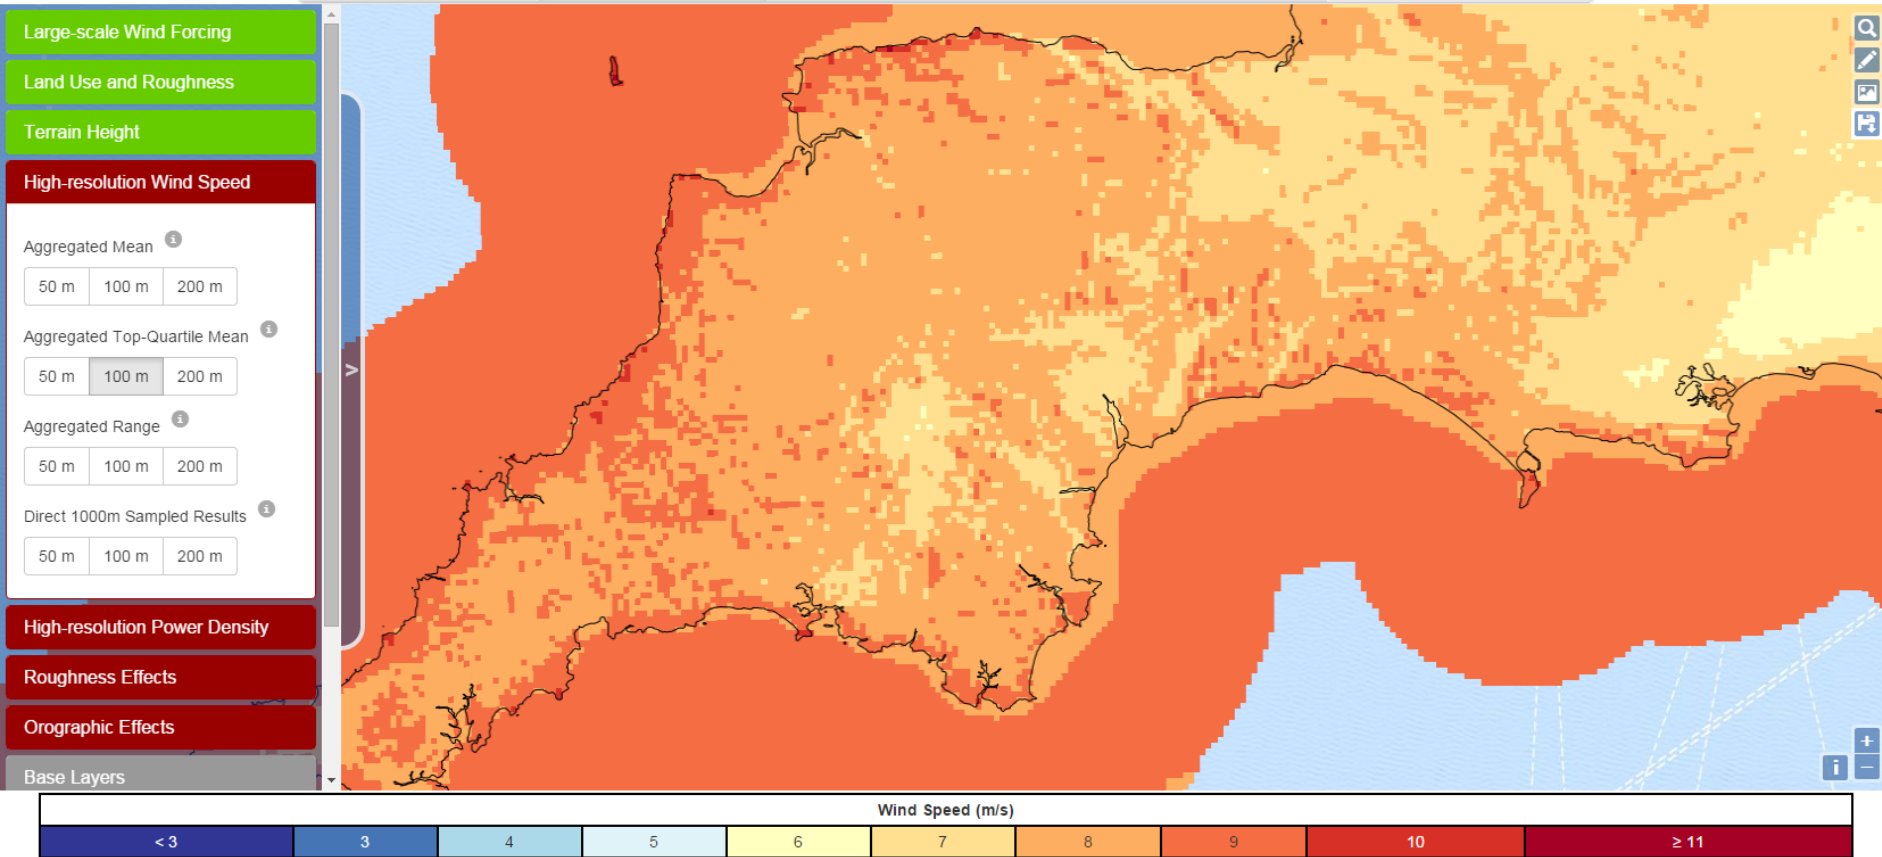 Large-scale Wind Forcing
Land Use and Roughness
Terrain Height
High-resolution Wind Speed
Aggregated Mean i
50 m 100 m 200 m
Aggregated Top-Quartile Mean i
50 m 100 m 200 m
Aggregated Range i
50 m 100 m 200 m
Direct 1000m Sampled Results i
50 m 100 m 200 m
High-resolution Power Density
Roughness Effects
Orographic Effects
Base Layers
>
+
i −
Wind Speed (m/s)
< 3 3 4 5 6 7 8 9 10 ≥ 11